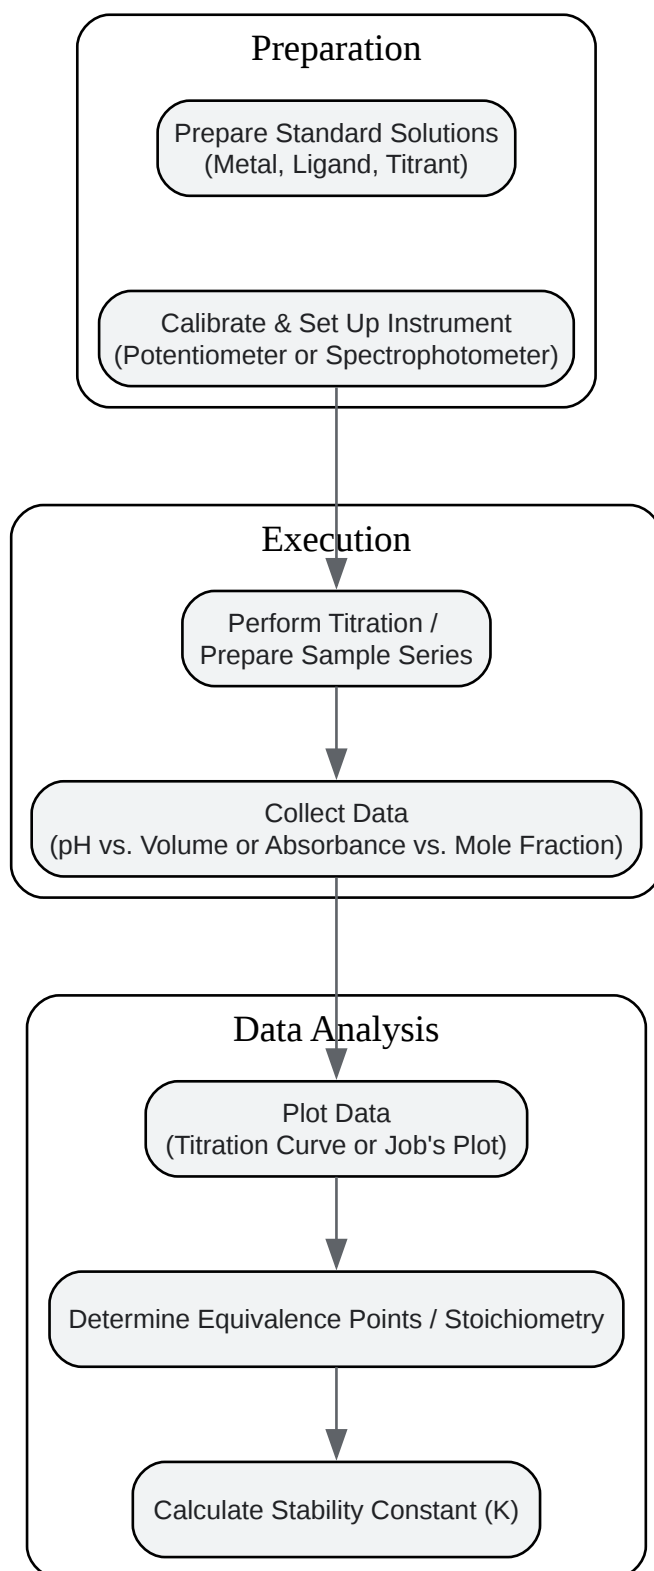 Preparation
Prepare Standard Solutions
(Metal, Ligand, Titrant)
Calibrate & Set Up Instrument
(Potentiometer or Spectrophotometer)
Execution
Perform Titration /
Prepare Sample Series
Collect Data
(pH vs. Volume or Absorbance vs. Mole Fraction)
Data Analysis
Plot Data
(Titration Curve or Job's Plot)
Determine Equivalence Points / Stoichiometry
Calculate Stability Constant (K)